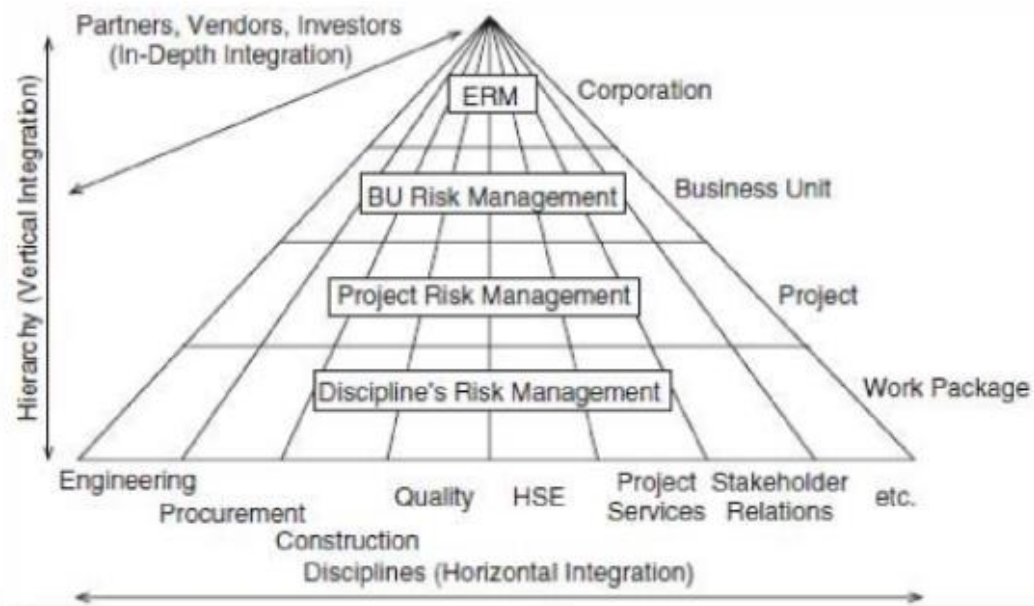 Partners, Vendors, Investors
(In-Depth Integration)
Hierarchy (Vertical Integration)
ERM
Corporation
BU Risk Management
Business Unit
Project Risk Management
Project
Discipline's Risk Management
Work Package
Engineering
Procurement
Construction
Quality
HSE
Project
Services
Stakeholder
Relations
etc.
Disciplines (Horizontal Integration)